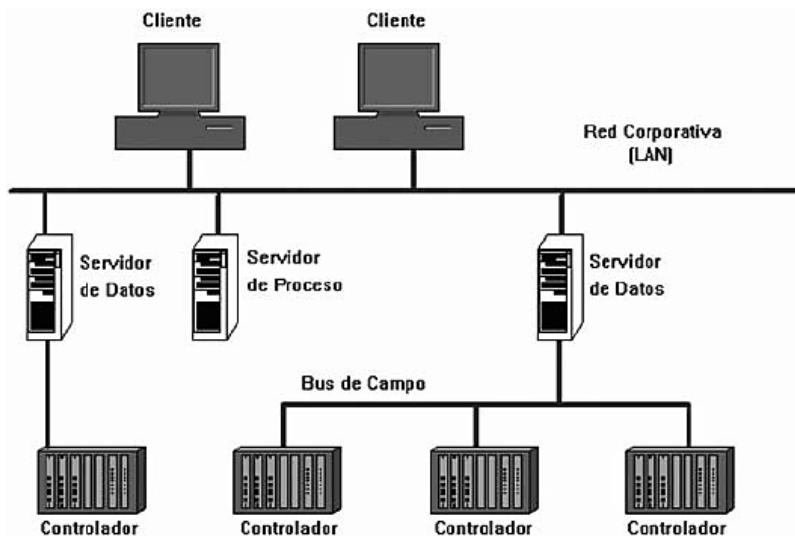 Cliente
Cliente
Red Corporativa
(LAN)
Servidor
de Datos
Servidor
de Proceso
Servidor
de Datos
Bus de Campo
Controlador
Controlador
Controlador
Controlador